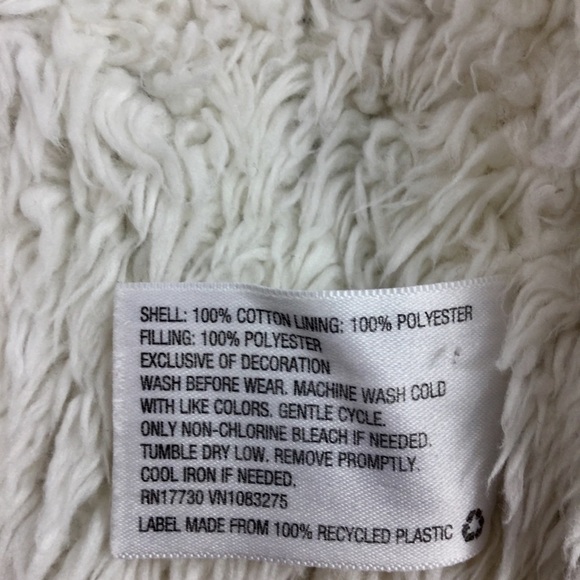 SHELL: 100% COTTON LINING: 100% POLYESTER
FILLING: 100% POLYESTER
EXCLUSIVE OF DECORATION
WASH BEFORE WEAR. MACHINE WASH COLD
WITH LIKE COLORS. GENTLE CYCLE.
ONLY NON-CHLORINE BLEACH IF NEEDED.
TUMBLE DRY LOW. REMOVE PROMPTLY.
COOL IRON IF NEEDED.
RN17730 VN1083275
LABEL MADE FROM 100% RECYCLED PLASTIC